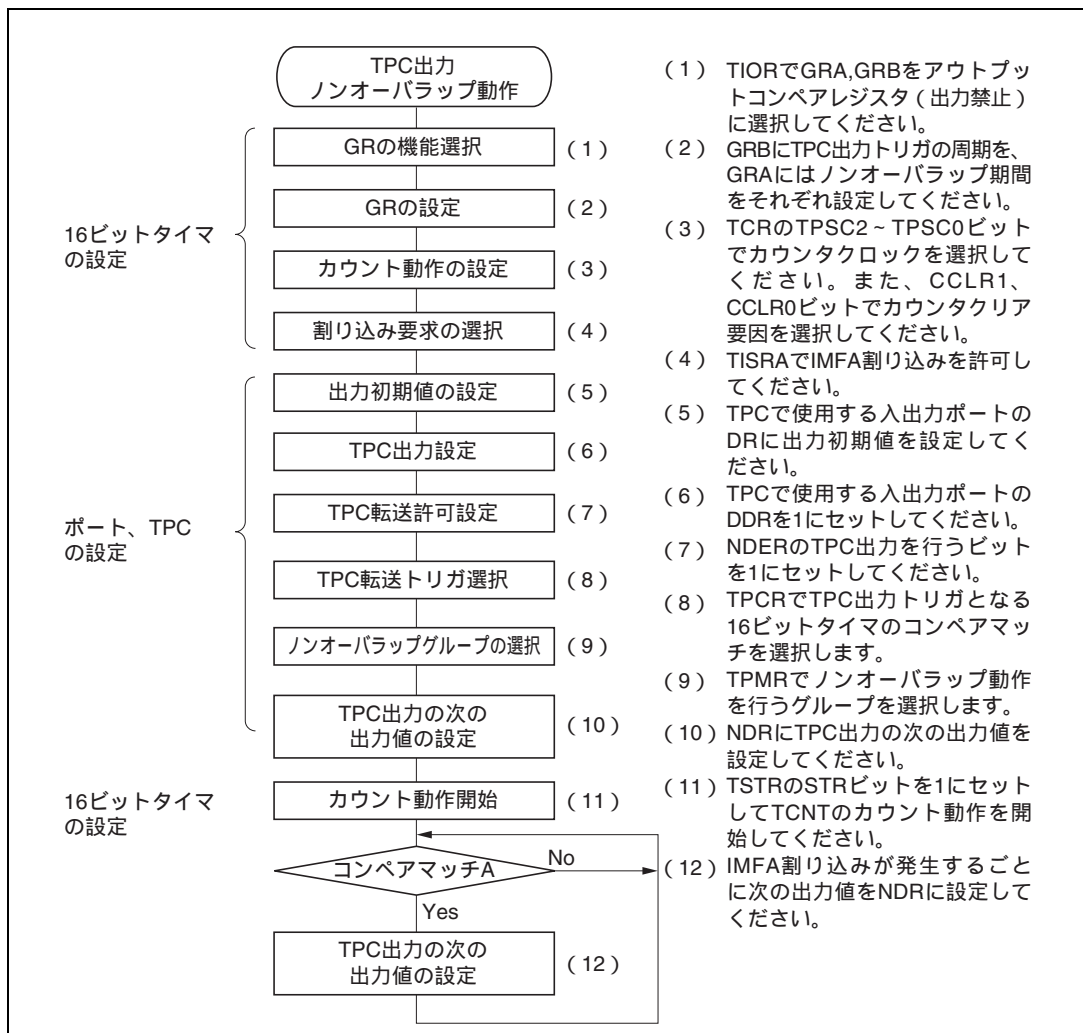 TPC出力
ノンオーバラップ動作
16ビットタイマ
の設定
GRの機能選択 (1)
GRの設定 (2)
カウント動作の設定 (3)
割り込み要求の選択 (4)
ポート、TPC
の設定
出力初期値の設定 (5)
TPC出力設定 (6)
TPC転送許可設定 (7)
TPC転送トリガ選択 (8)
ノンオーバラップグループの選択 (9)
TPC出力の次の
出力値の設定 (10)
16ビットタイマ
の設定
カウント動作開始 (11)
コンペアマッチA
No
Yes
TPC出力の次の
出力値の設定 (12)
(1) TIORでGRA,GRBをアウトプッ
トコンペアレジスタ(出力禁止)
に選択してください。
(2) GRBにTPC出力トリガの周期を、
GRAにはノンオーバラップ期間
をそれぞれ設定してください。
(3) TCRのTPSC2~TPSC0ビット
でカウンタクロックを選択して
ください。また、CCLR1、
CCLR0ビットでカウンタクリア
要因を選択してください。
(4) TISRAでIMFA割り込みを許可し
てください。
(5) TPCで使用する入出力ポートの
DRに出力初期値を設定してく
ださい。
(6) TPCで使用する入出力ポートの
DDRを1にセットしてください。
(7) NDERのTPC出力を行うビット
を1にセットしてください。
(8) TPCRでTPC出力トリガとなる
16ビットタイマのコンペアマッ
チを選択します。
(9) TPMRでノンオーバラップ動作
を行うグループを選択します。
(10) NDRにTPC出力の次の出力値を
設定してください。
(11) TSTRのSTRビットを1にセット
してTCNTのカウント動作を開
始してください。
(12) IMFA割り込みが発生するごと
に次の出力値をNDRに設定して
ください。